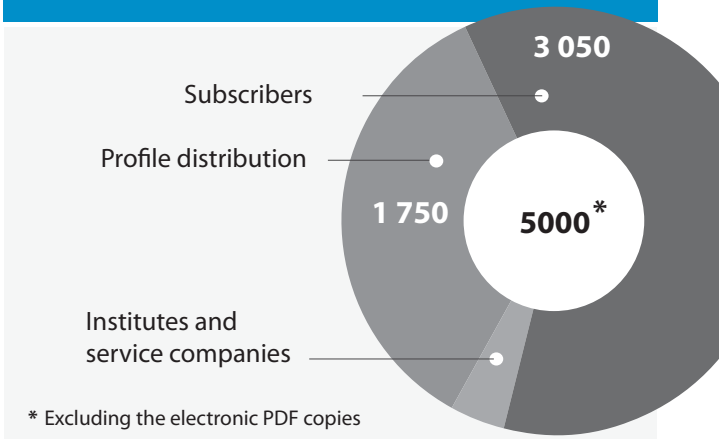 3 050
Subscribers
Profile distribution
1 750
5000*
Institutes and
service companies
* Excluding the electronic PDF copies